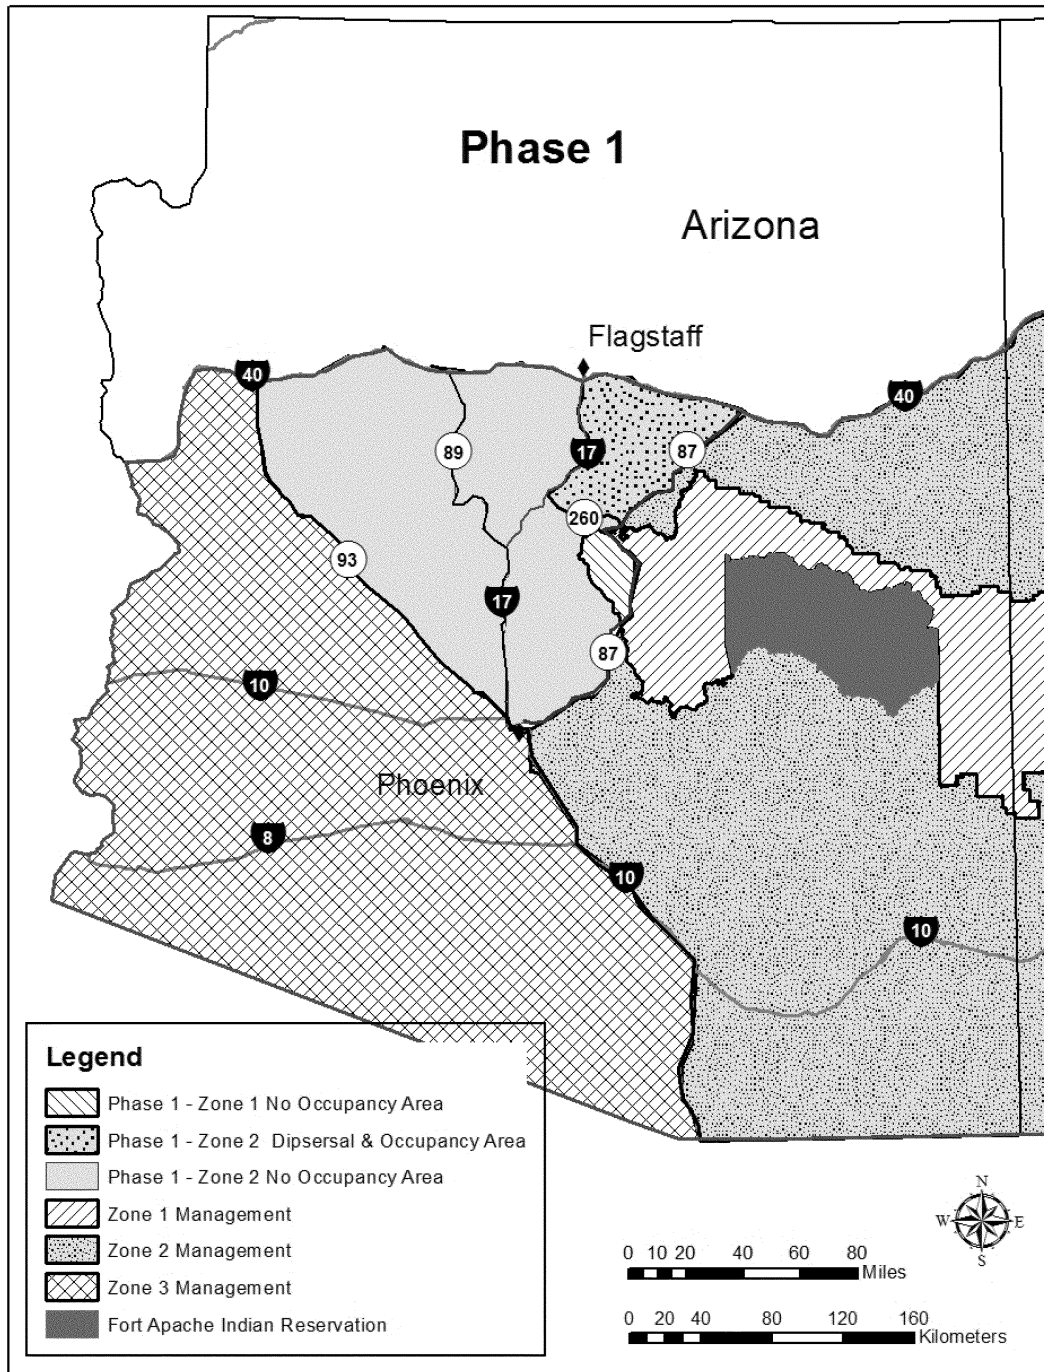 Phase 1
Arizona
Flagstaff
40
40
89
17
87
260
93
17
87
10
Phoenix
8
10
10
Legend
Phase 1 - Zone 1 No Occupancy Area
Phase 1 - Zone 2 Dipsersal & Occupancy Area
Phase 1 - Zone 2 No Occupancy Area
Zone 1 Management
Zone 2 Management
Zone 3 Management
Fort Apache Indian Reservation
N
W E
S
0 10 20 40 60 80
Miles
0 20 40 80 120 160
Kilometers